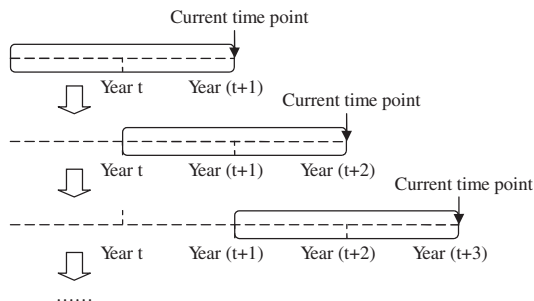 Current time point
Year t Year (t+1)
Current time point
Year t Year (t+1) Year (t+2)
Current time point
Year t Year (t+1) Year (t+2) Year (t+3)
......